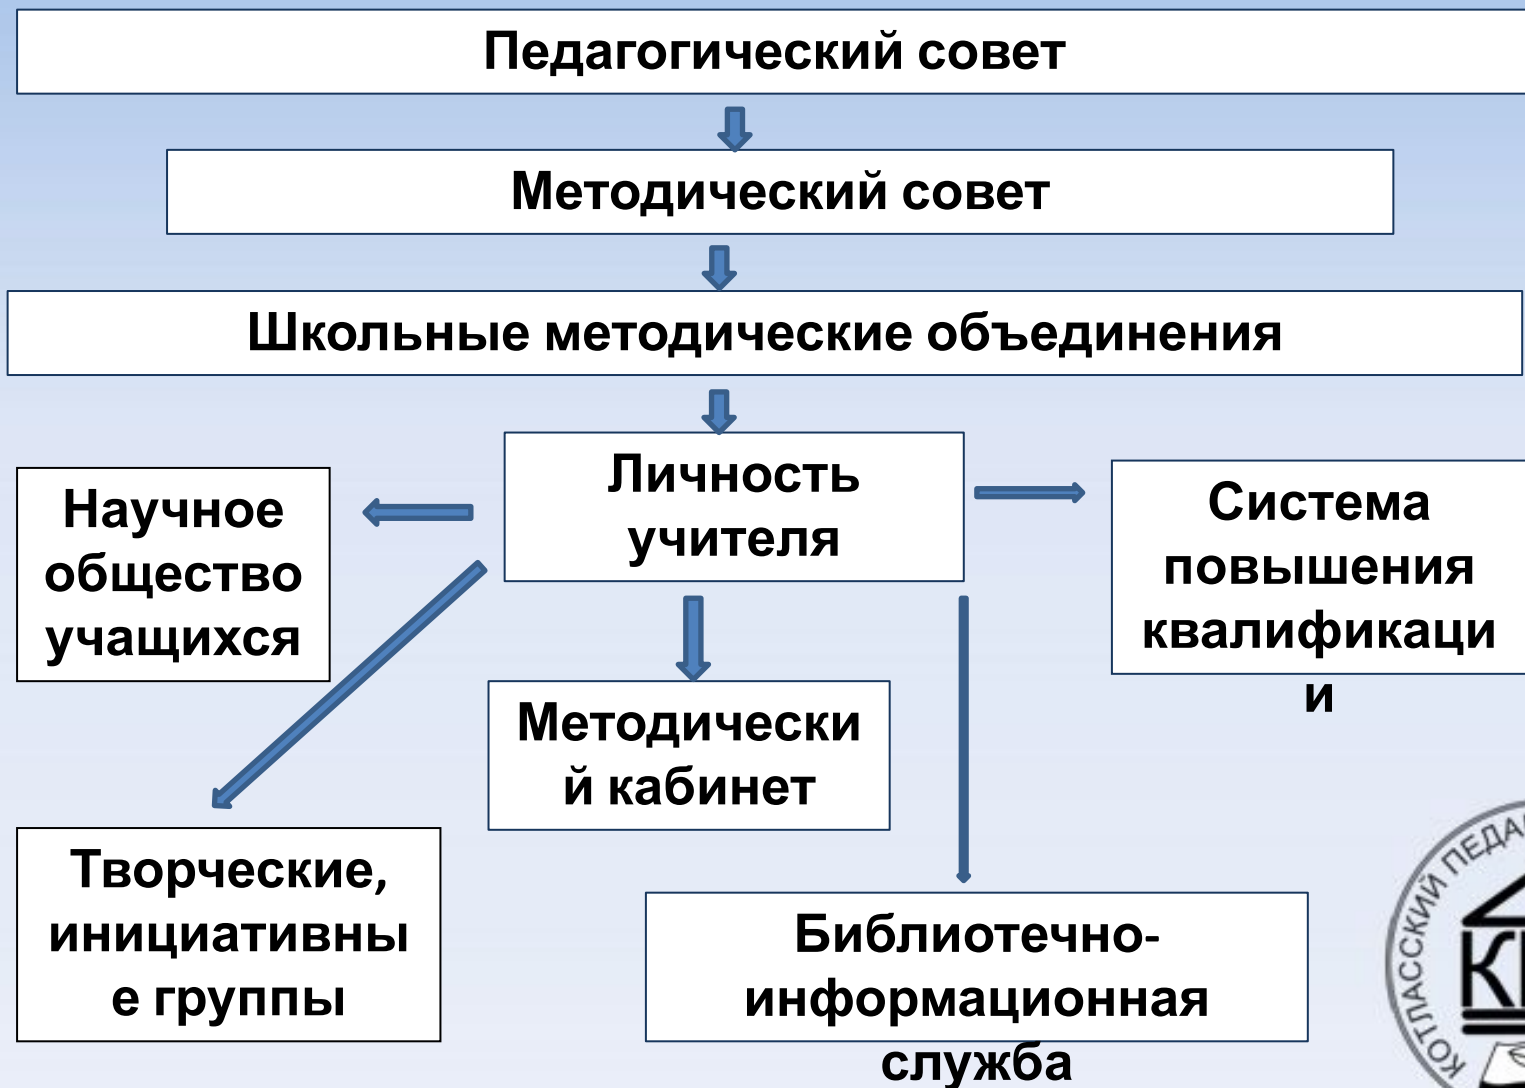 Педагогический совет
Методический совет
Школьные методические объединения
Личность
учителя
Научное
общество
учащихся
Система
повышения
квалификаци
и
Методически
й кабинет
Творческие,
инициативны
е группы
Библиотечно-
информационная
служба
КОТЛАССКИЙ